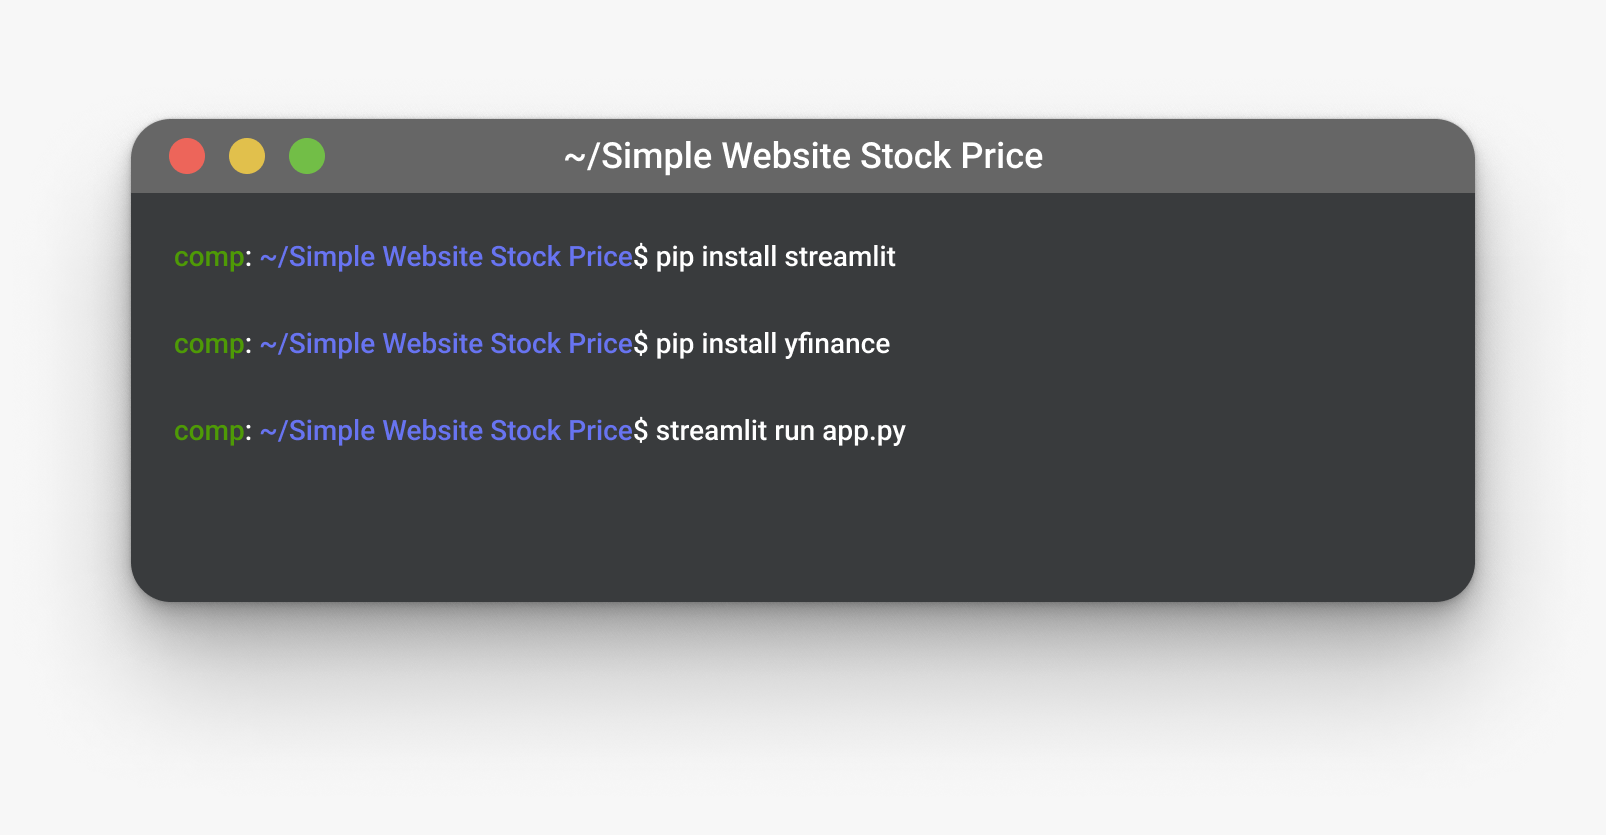 ~/Simple Website Stock Price
comp: ~/Simple Website Stock Price$ pip install streamlit
comp: ~/Simple Website Stock Price$ pip install yfinance
comp: ~/Simple Website Stock Price$ streamlit run app.py